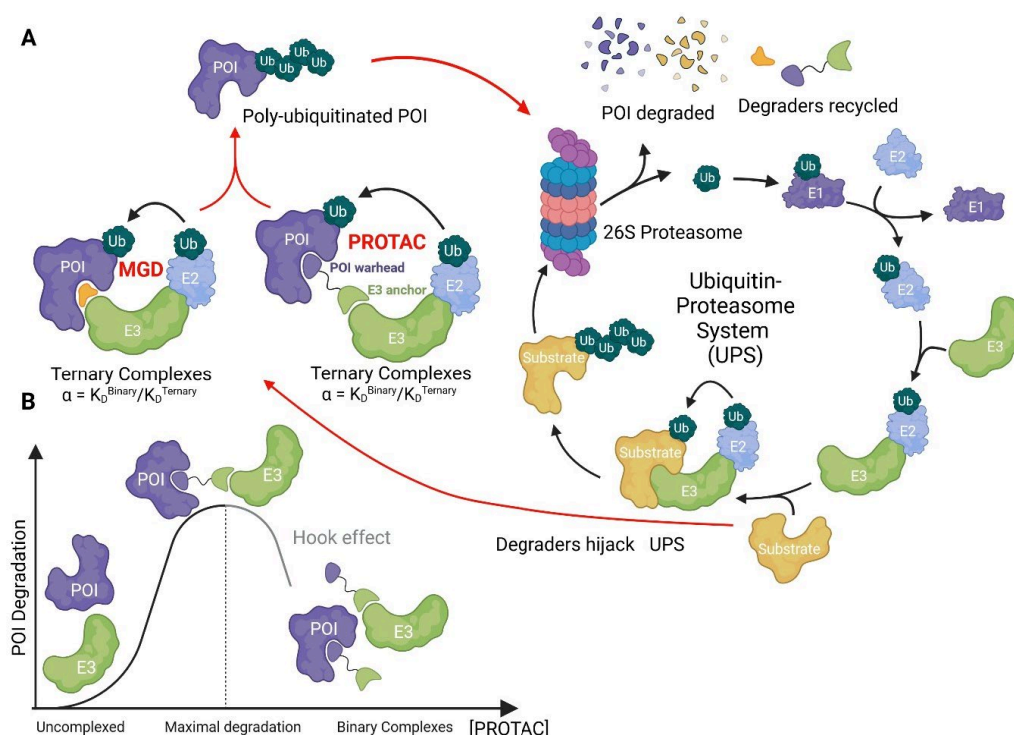 A
POI
Ub
Ub
Ub
Ub
Ub
Poly-ubiquitinated POI
POI degraded
Degraders recycled
26S Proteasome
Ub
Ub
E1
E2
E1
Ub
E2
E3
Ub
E2
E3
Substrate
Ub
Ub
E2
Substrate
E3
Substrate
Ub
Ub
Ub
Ub
Ub
Ubiquitin-
Proteasome
System
(UPS)
Degraders hijack UPS
POI
Ub
Ub
MGD
E2
E3
Ternary Complexes
α = K_D^Binary/K_D^Ternary
POI
Ub
Ub
PROTAC
POI warhead
E3 anchor
E2
E3
Ternary Complexes
α = K_D^Binary/K_D^Ternary
B
POI Degradation
POI
E3
POI
E3
Hook effect
POI
E3
Uncomplexed
Maximal degradation
Binary Complexes
[PROTAC]